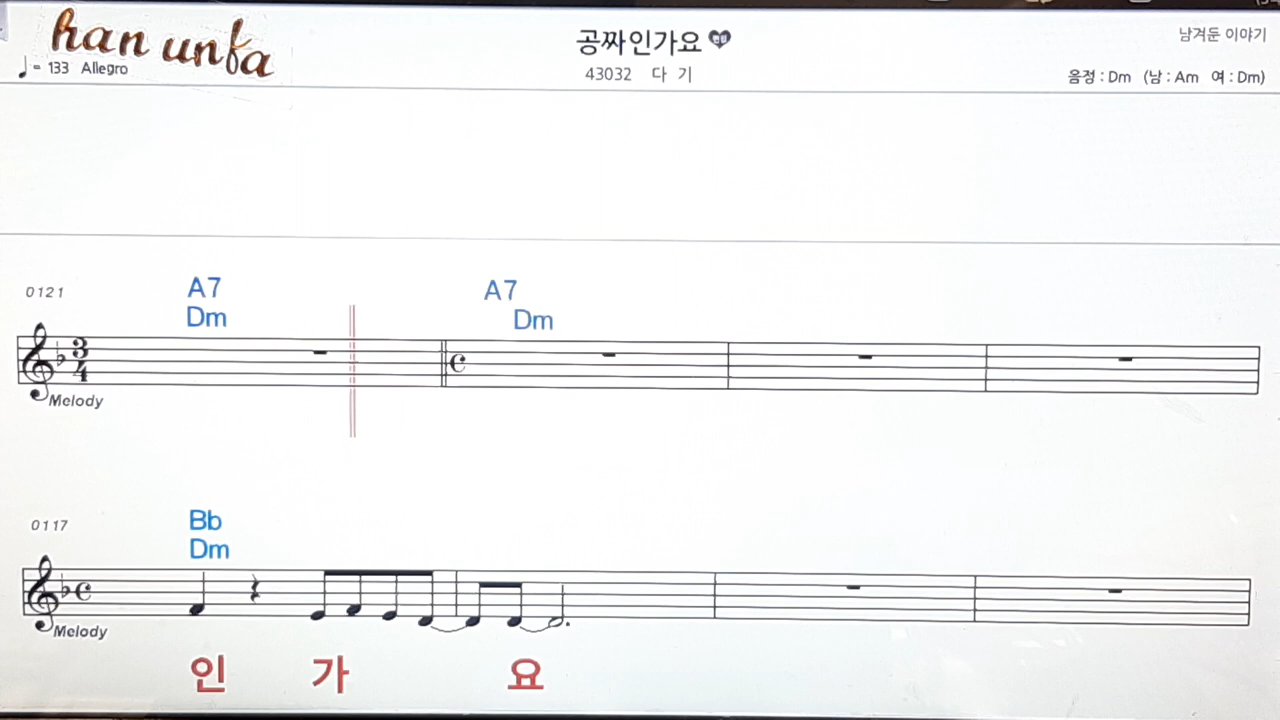 han unfa
공짜인가요
남겨둔 이야기
= 133 Allegro
43032 다 기
음정 : Dm (남 : Am 여 : Dm)
0121
A7
A7
Dm
Dm
3
4
Melody
0117
Bb
Dm
Melody
인 가 요